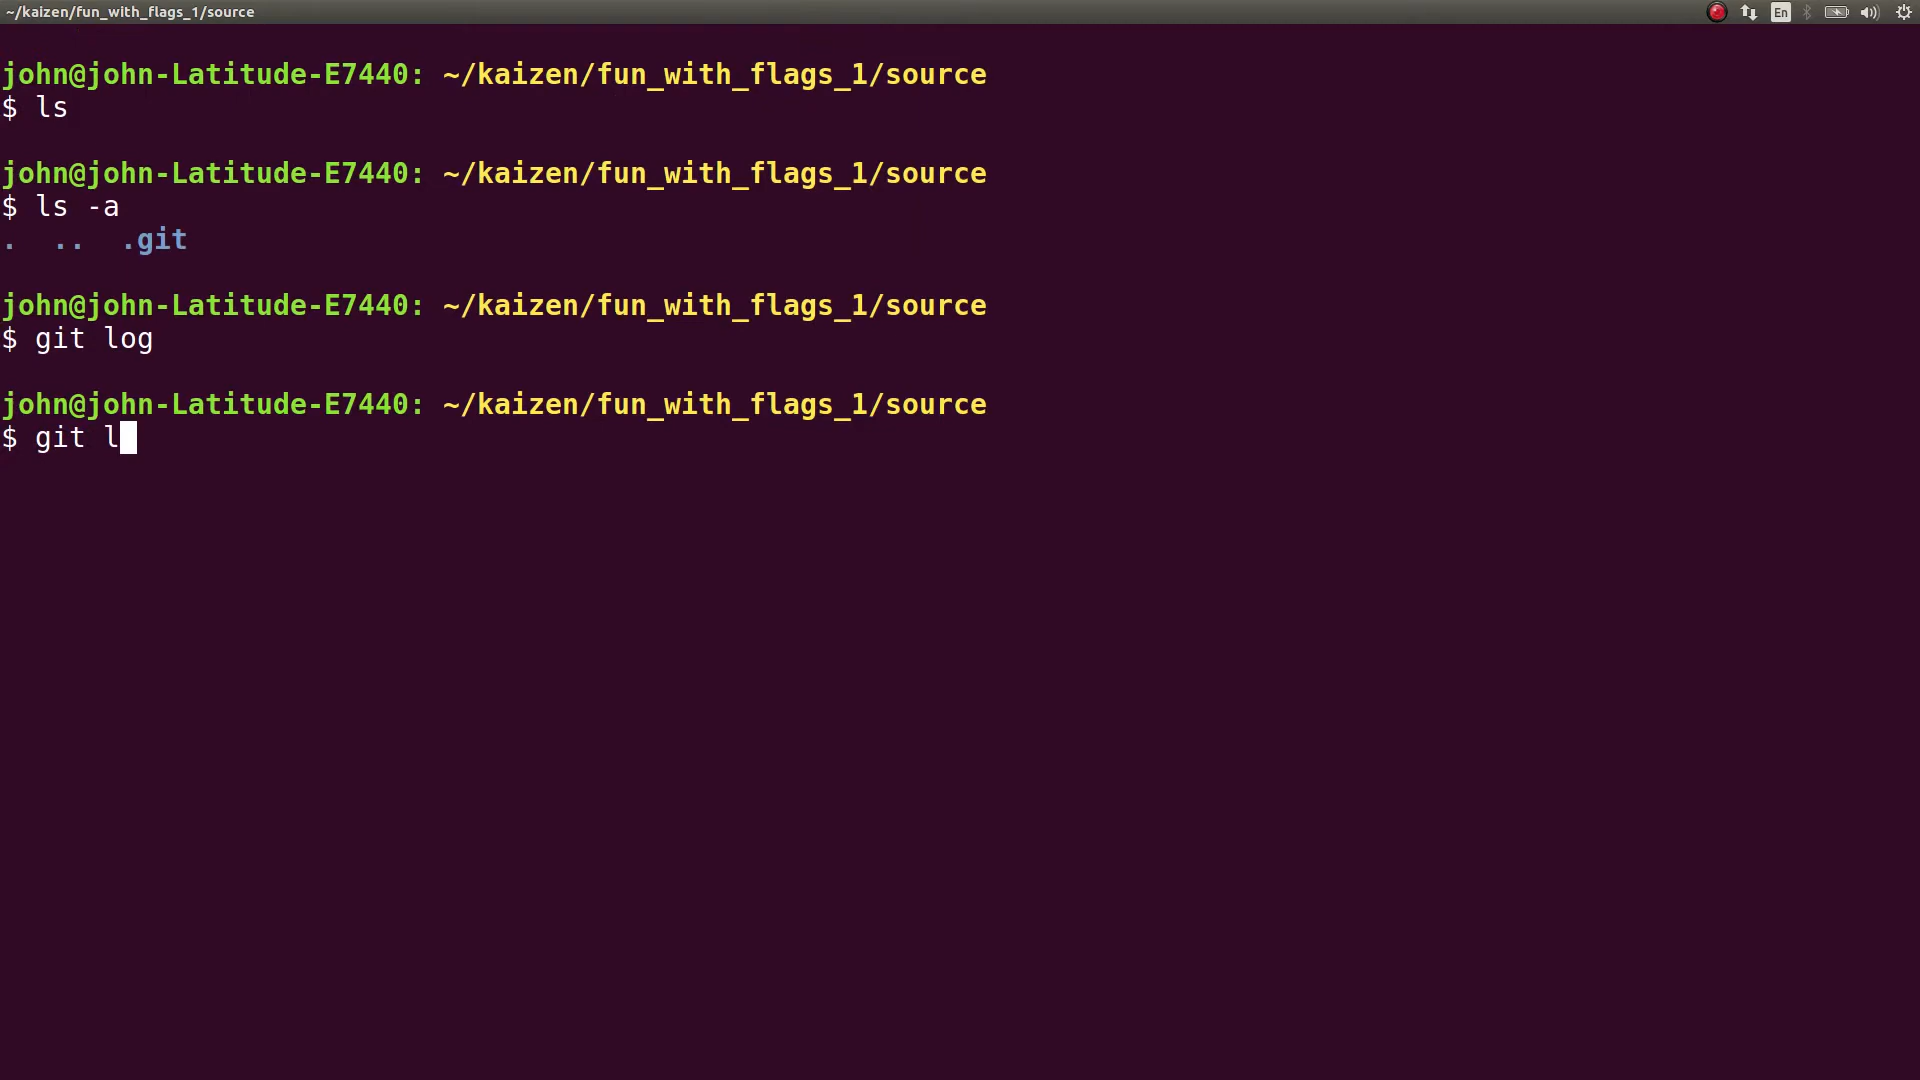 ~/kaizen/fun_with_flags_1/source
En
john@john-Latitude-E7440: ~/kaizen/fun_with_flags_1/source
$ ls
john@john-Latitude-E7440: ~/kaizen/fun_with_flags_1/source
$ ls -a
.  ..  .git
john@john-Latitude-E7440: ~/kaizen/fun_with_flags_1/source
$ git log
john@john-Latitude-E7440: ~/kaizen/fun_with_flags_1/source
$ git l